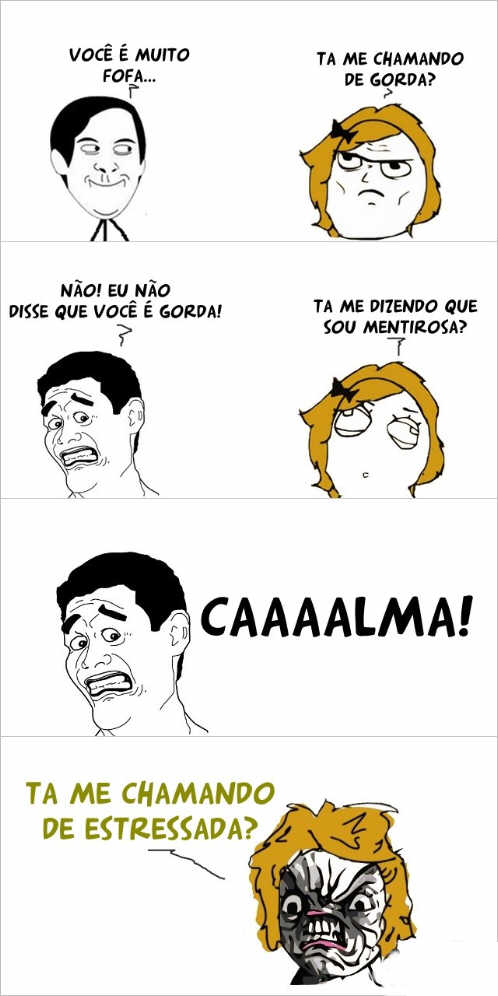 VOCÊ É MUITO
FOFA...
TA ME CHAMANDO
DE GORDA?
NÃO! EU NÃO
DISSE QUE VOCÊ É GORDA!
TA ME DIZENDO QUE
SOU MENTIROSA?
CAAAALMA!
TA ME CHAMANDO
DE ESTRESSADA?